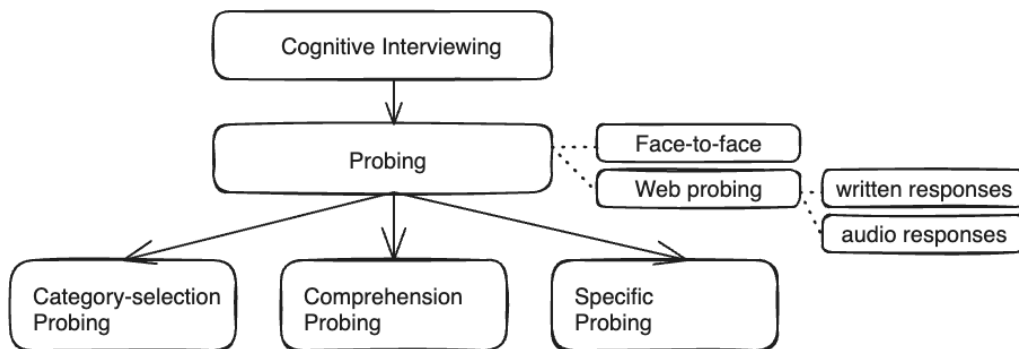 Cognitive Interviewing
Probing
Face-to-face
Web probing
written responses
audio responses
Category-selection
Probing
Comprehension
Probing
Specific
Probing